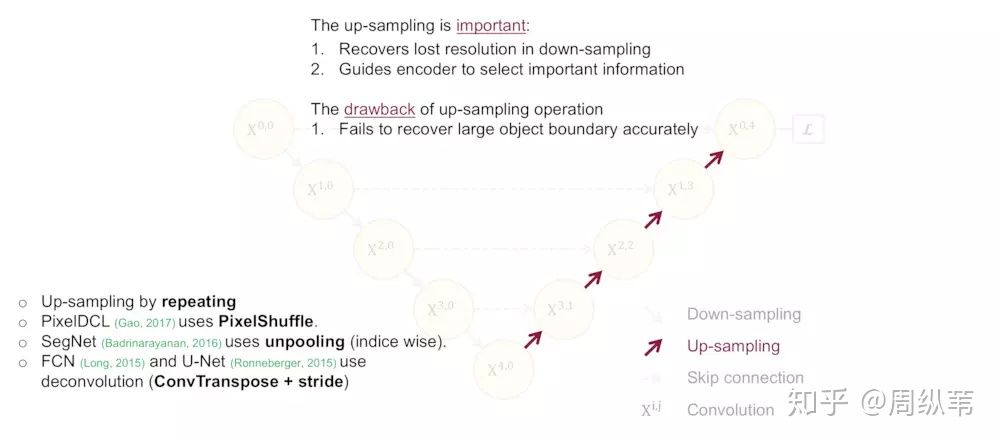 The up-sampling is important:
1. Recovers lost resolution in down-sampling
2. Guides encoder to select important information
The drawback of up-sampling operation
1. Fails to recover large object boundary accurately
X^0,0
X^0,4
ℒ
X^1,0
X^1,3
X^2,0
X^2,2
X^3,0
X^3,1
X^4,0
○ Up-sampling by repeating
○ PixelDCL (Gao, 2017) uses PixelShuffle.
○ SegNet (Badrinarayanan, 2016) uses unpooling (indice wise).
○ FCN (Long, 2015) and U-Net (Ronneberger, 2015) use
deconvolution (ConvTranspose + stride)
Down-sampling
Up-sampling
Skip connection
X^i,j Convolution
知乎 @周纵苇